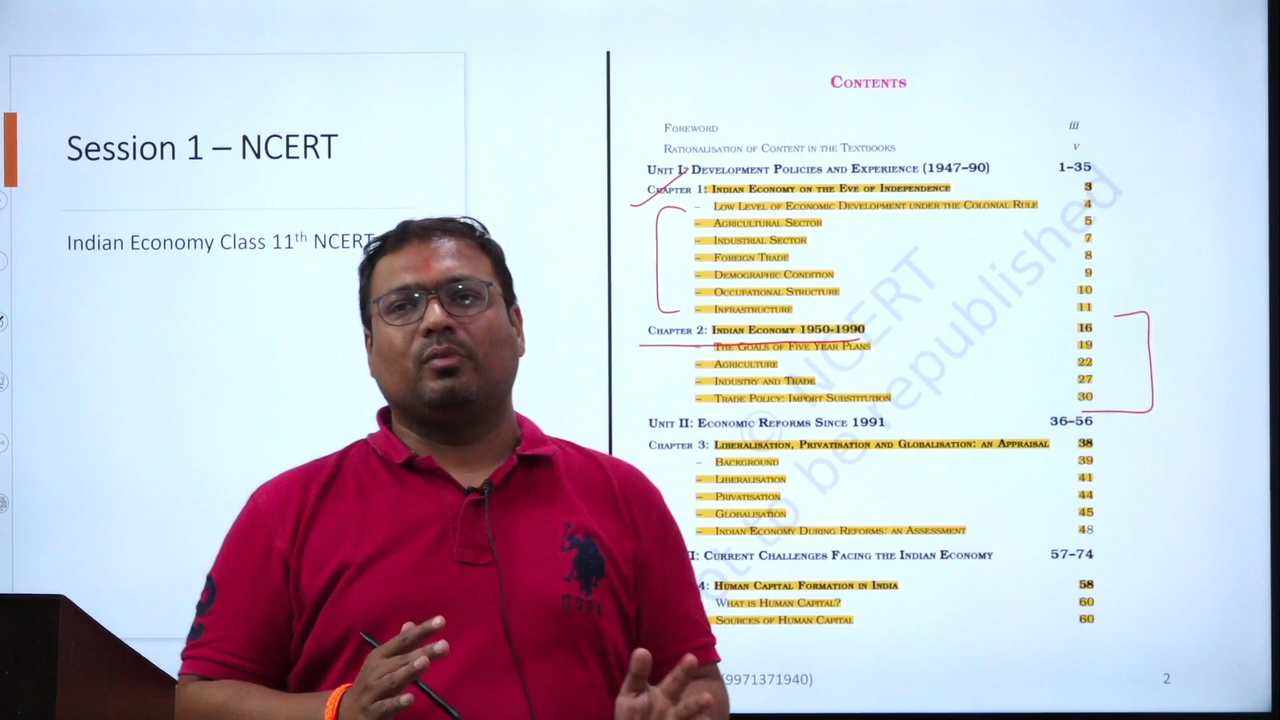 Session 1 – NCERT
Indian Economy Class 11th NCERT
CONTENTS
FOREWORD iii
RATIONALISATION OF CONTENT IN THE TEXTBOOKS v
UNIT I: DEVELOPMENT POLICIES AND EXPERIENCE (1947–90) 1–35
CHAPTER 1: INDIAN ECONOMY ON THE EVE OF INDEPENDENCE 3
– LOW LEVEL OF ECONOMIC DEVELOPMENT UNDER THE COLONIAL RULE 4
– AGRICULTURAL SECTOR 5
– INDUSTRIAL SECTOR 7
– FOREIGN TRADE 8
– DEMOGRAPHIC CONDITION 9
– OCCUPATIONAL STRUCTURE 10
– INFRASTRUCTURE 11
CHAPTER 2: INDIAN ECONOMY 1950-1990 16
– THE GOALS OF FIVE YEAR PLANS 19
– AGRICULTURE 22
– INDUSTRY AND TRADE 27
– TRADE POLICY: IMPORT SUBSTITUTION 30
UNIT II: ECONOMIC REFORMS SINCE 1991 36–56
CHAPTER 3: LIBERALISATION, PRIVATISATION AND GLOBALISATION: AN APPRAISAL 38
– BACKGROUND 39
– LIBERALISATION 41
– PRIVATISATION 44
– GLOBALISATION 45
– INDIAN ECONOMY DURING REFORMS: AN ASSESSMENT 48
I: CURRENT CHALLENGES FACING THE INDIAN ECONOMY 57–74
4: HUMAN CAPITAL FORMATION IN INDIA 58
WHAT IS HUMAN CAPITAL? 60
SOURCES OF HUMAN CAPITAL 60
© NCERT
not to be republished
(9971371940)
2